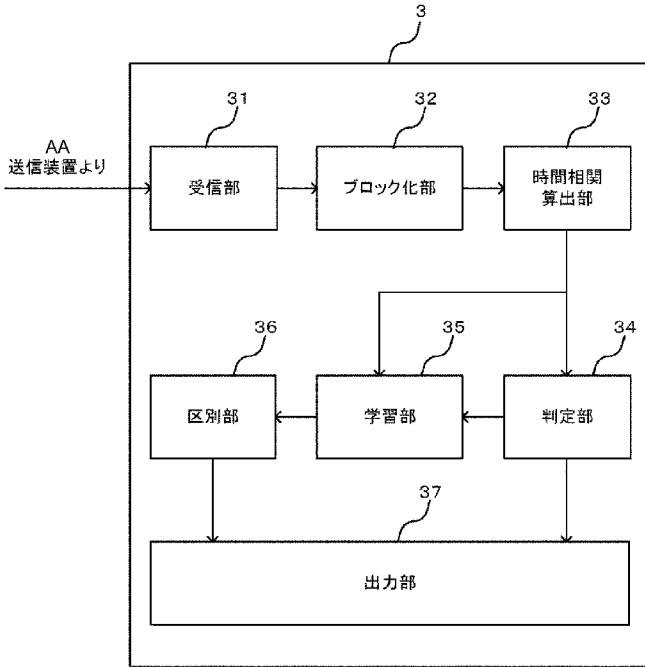 3
31
32
33
AA
送信装置より
受信部
ブロック化部
時間相関
算出部
36
35
34
区別部
学習部
判定部
37
出力部